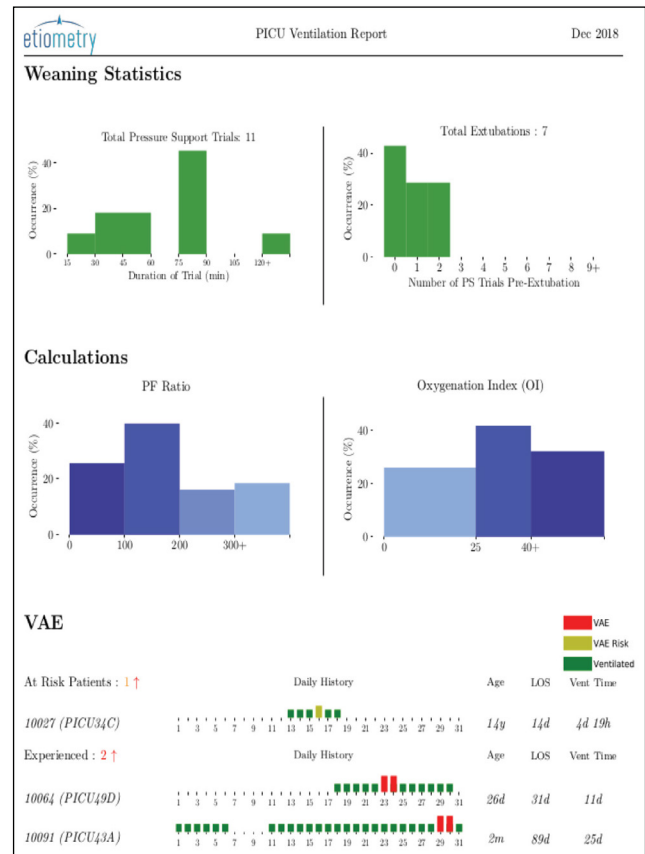 etiometry PICU Ventilation Report Dec 2018
Weaning Statistics
Total Pressure Support Trials: 11
Occurrence (%)
40
20
0
15 30 45 60 75 90 105 120+
Duration of Trial (min)
Total Extubations : 7
Occurrence (%)
40
20
0
0 1 2 3 4 5 6 7 8 9+
Number of PS Trials Pre-Extubation
Calculations
PF Ratio
Occurrence (%)
40
20
0
0 100 200 300+
Oxygenation Index (OI)
Occurrence (%)
40
20
0
0 25 40+
VAE
VAE
VAE Risk
Ventilated
At Risk Patients : 1 ↑ Daily History Age LOS Vent Time
10027 (PICU34C) 1 3 5 7 9 11 13 15 17 19 21 23 25 27 29 31 14y 14d 4d 19h
Experienced : 2 ↑ Daily History Age LOS Vent Time
10064 (PICU49D) 1 3 5 7 9 11 13 15 17 19 21 23 25 27 29 31 26d 31d 11d
10091 (PICU43A) 1 3 5 7 9 11 13 15 17 19 21 23 25 27 29 31 2m 89d 25d